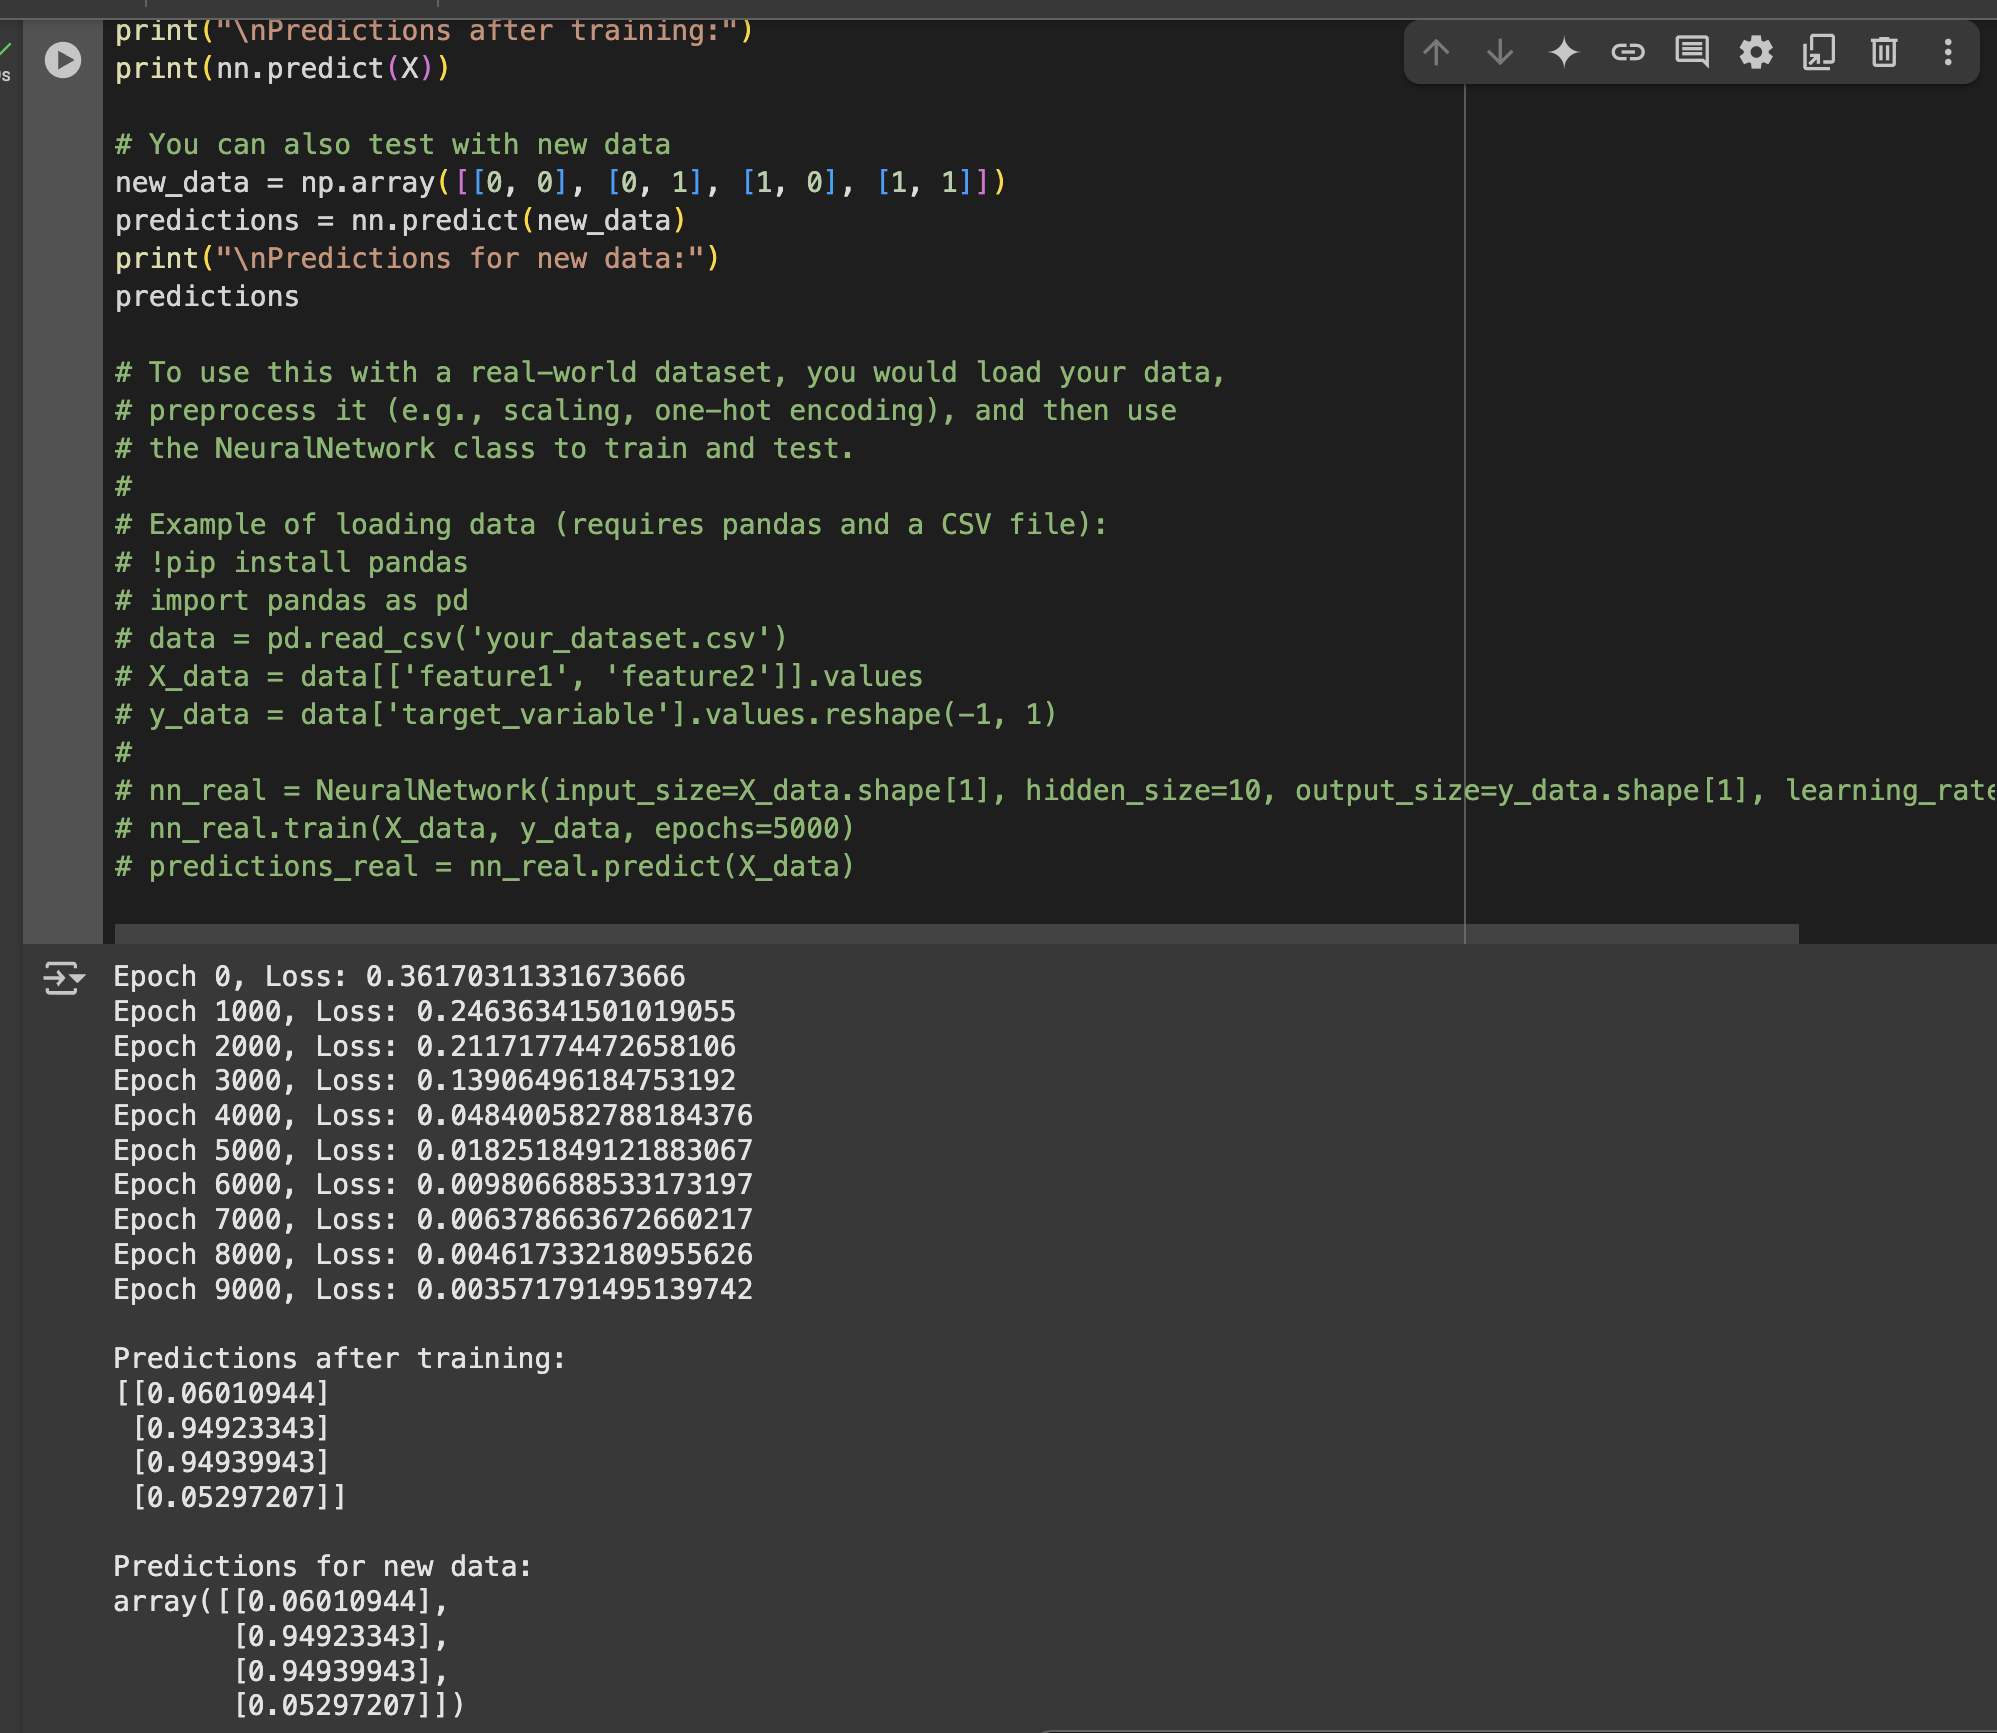 print("\nPredictions after training:")
print(nn.predict(X))
# You can also test with new data
new_data = np.array([[0, 0], [0, 1], [1, 0], [1, 1]])
predictions = nn.predict(new_data)
print("\nPredictions for new data:")
predictions
# To use this with a real-world dataset, you would load your data,
# preprocess it (e.g., scaling, one-hot encoding), and then use
# the NeuralNetwork class to train and test.
#
# Example of loading data (requires pandas and a CSV file):
# !pip install pandas
# import pandas as pd
# data = pd.read_csv('your_dataset.csv')
# X_data = data[['feature1', 'feature2']].values
# y_data = data['target_variable'].values.reshape(-1, 1)
#
# nn_real = NeuralNetwork(input_size=X_data.shape[1], hidden_size=10, output_size=y_data.shape[1], learning_rate
# nn_real.train(X_data, y_data, epochs=5000)
# predictions_real = nn_real.predict(X_data)
Epoch 0, Loss: 0.36170311331673666
Epoch 1000, Loss: 0.24636341501019055
Epoch 2000, Loss: 0.21171774472658106
Epoch 3000, Loss: 0.13906496184753192
Epoch 4000, Loss: 0.048400582788184376
Epoch 5000, Loss: 0.018251849121883067
Epoch 6000, Loss: 0.009806688533173197
Epoch 7000, Loss: 0.006378663672660217
Epoch 8000, Loss: 0.004617332180955626
Epoch 9000, Loss: 0.003571791495139742
Predictions after training:
[[0.06010944]
[0.94923343]
[0.94939943]
[0.05297207]]
Predictions for new data:
array([[0.06010944],
[0.94923343],
[0.94939943],
[0.05297207]])